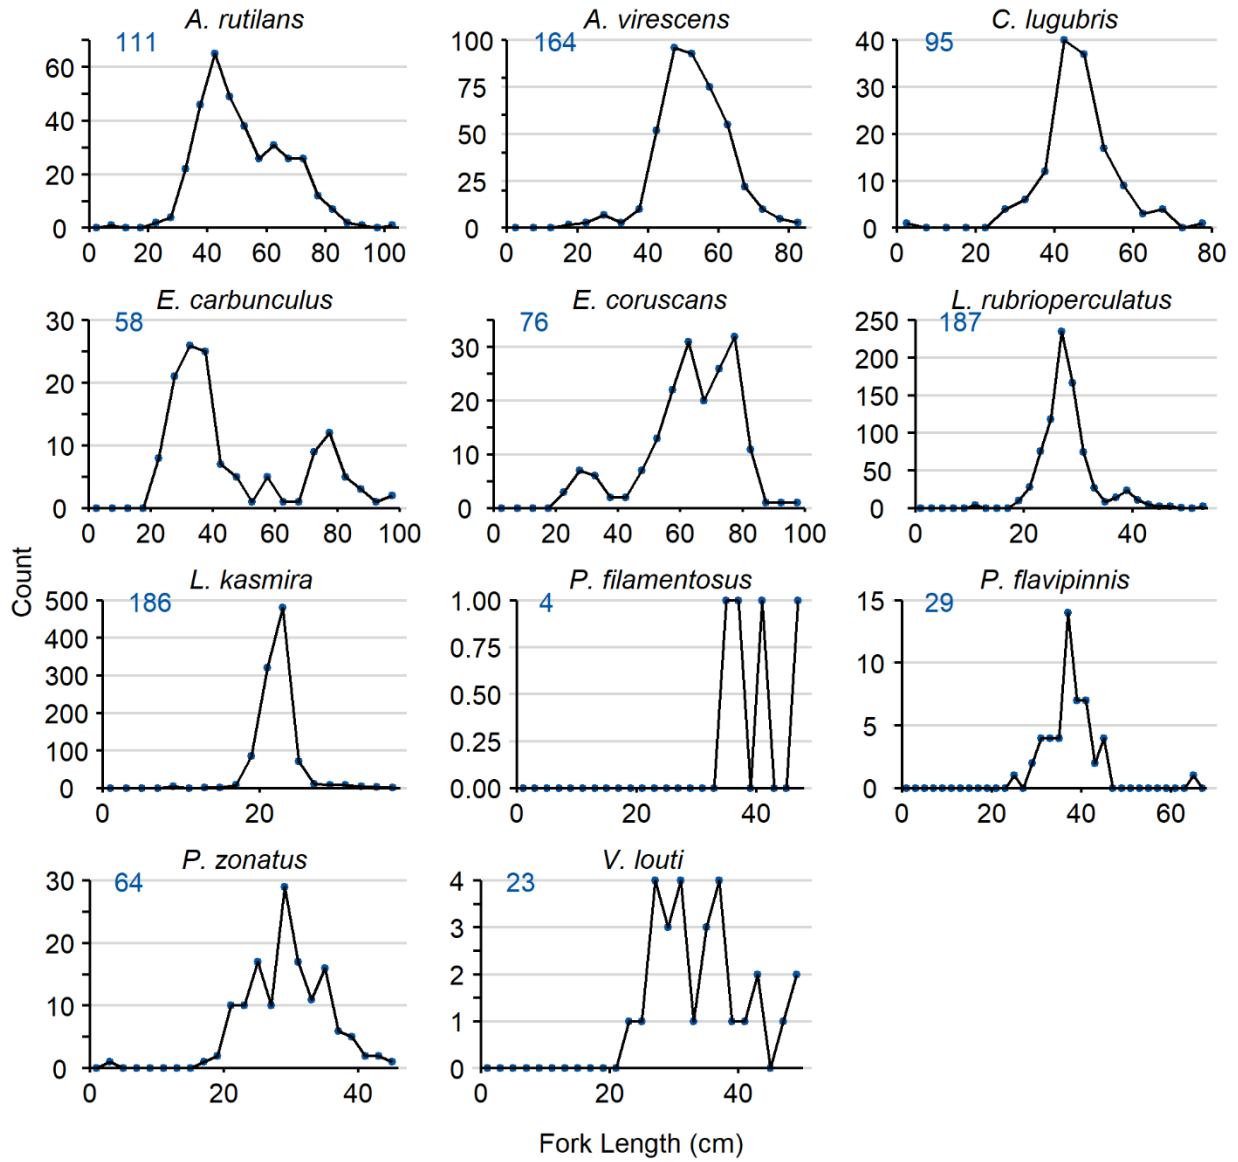 A. rutilans
111
60
40
20
0
0 20 40 60 80 100
A. virescens
164
100
75
50
25
0
0 20 40 60 80
C. lugubris
95
40
30
20
10
0
0 20 40 60 80
E. carbunculus
58
30
20
10
0
0 20 40 60 80 100
E. coruscans
76
30
20
10
0
0 20 40 60 80 100
L. rubrioperculatus
187
250
200
150
100
50
0
0 20 40
Count
L. kasmira
186
500
400
300
200
100
0
0 20
P. filamentosus
4
1.00
0.75
0.50
0.25
0.00
0 20 40
P. flavipinnis
29
15
10
5
0
0 20 40 60
P. zonatus
64
30
20
10
0
0 20 40
V. louti
23
4
3
2
1
0
0 20 40
Fork Length (cm)